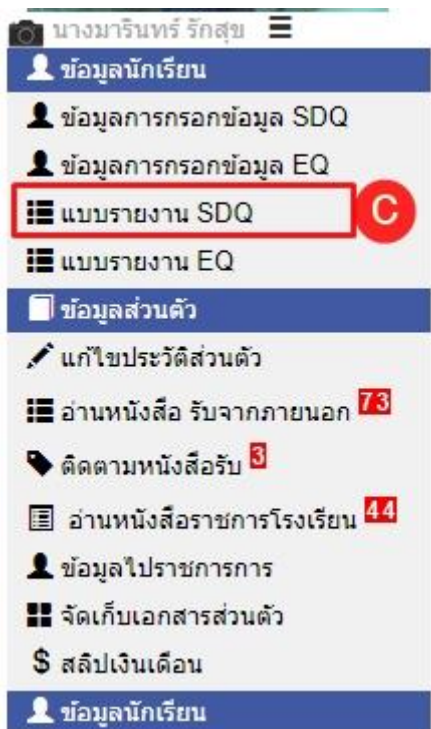 นางมารินทร์ รักสุข
ข้อมูลนักเรียน
ข้อมูลการกรอกข้อมูล SDQ
ข้อมูลการกรอกข้อมูล EQ
แบบรายงาน SDQ C
แบบรายงาน EQ
ข้อมูลส่วนตัว
แก้ไขประวัติส่วนตัว
อ่านหนังสือ รับจากภายนอก 73
ติดตามหนังสือรับ 3
อ่านหนังสือราชการโรงเรียน 44
ข้อมูลไปราชการการ
จัดเก็บเอกสารส่วนตัว
$ สลิปเงินเดือน
ข้อมูลนักเรียน